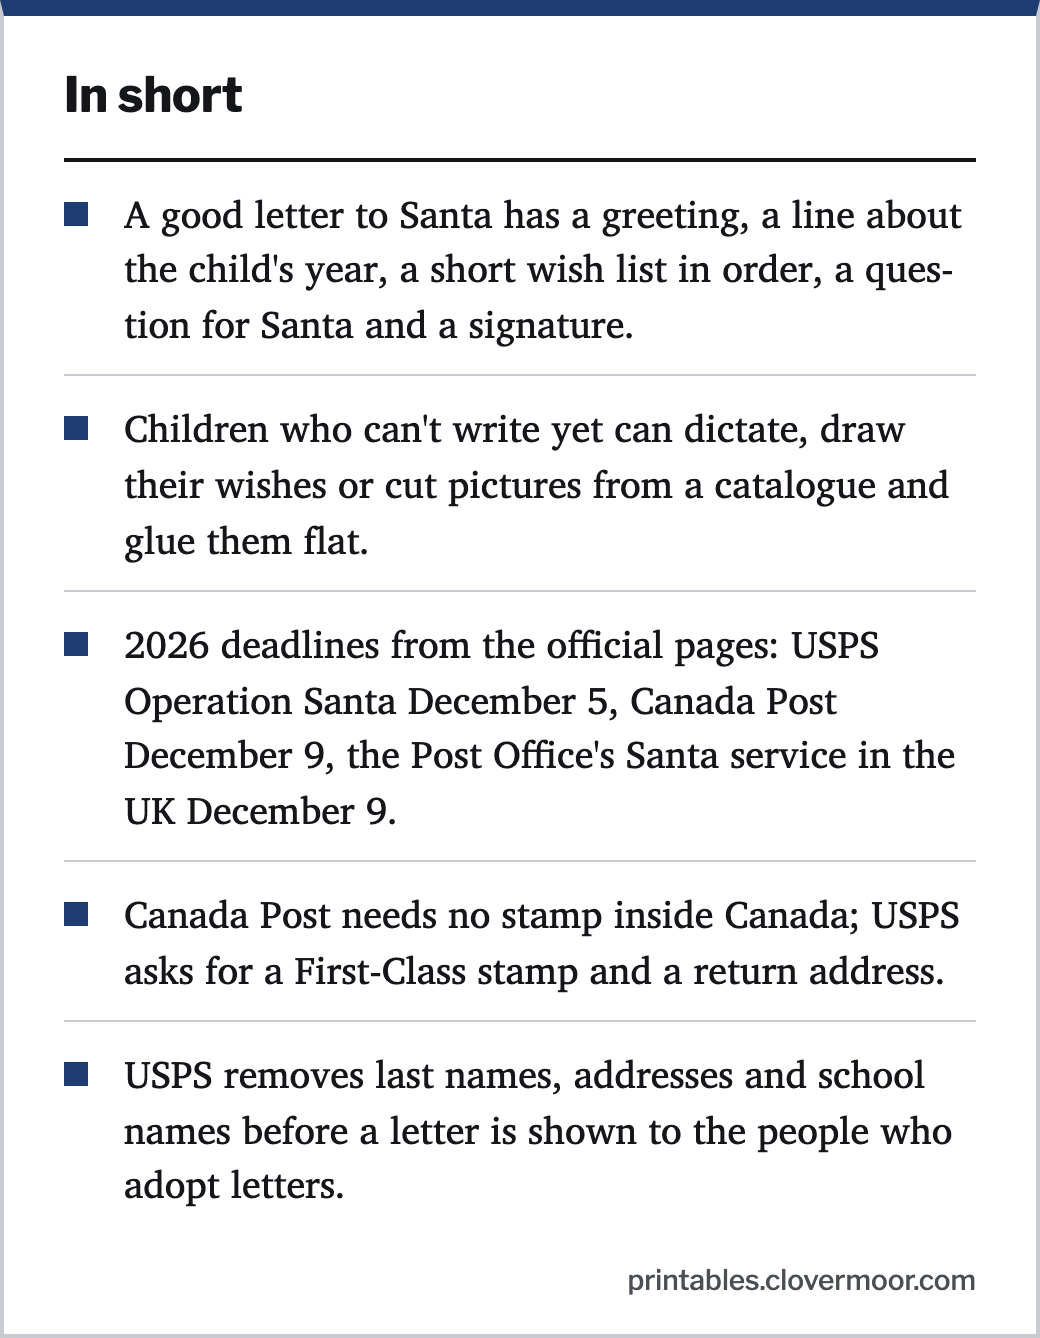 In short
A good letter to Santa has a greeting, a line about
the child's year, a short wish list in order, a ques-
tion for Santa and a signature.
Children who can't write yet can dictate, draw
their wishes or cut pictures from a catalogue and
glue them flat.
2026 deadlines from the official pages: USPS
Operation Santa December 5, Canada Post
December 9, the Post Office's Santa service in the
UK December 9.
Canada Post needs no stamp inside Canada; USPS
asks for a First-Class stamp and a return address.
USPS removes last names, addresses and school
names before a letter is shown to the people who
adopt letters.
printables.clovermoor.com